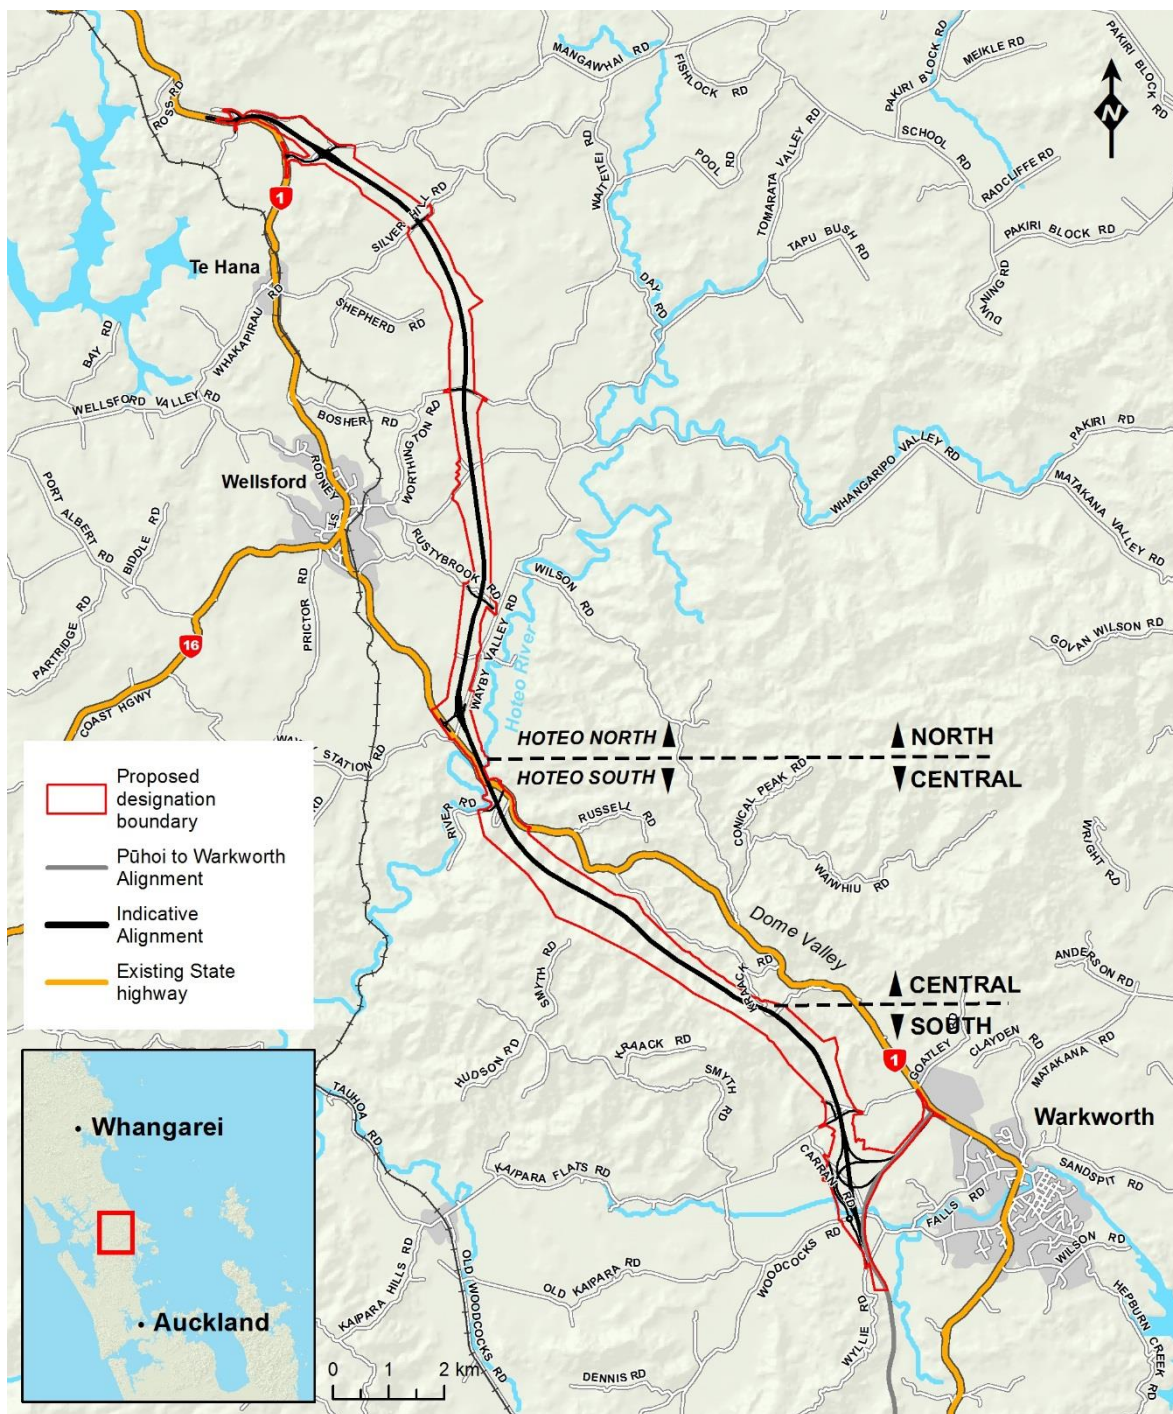 MANGAWHAI RD
FISHLOCK RD
PAKIRI BLOCK RD
MEIKLE RD
PAKIRI BLOCK RD
N
ROSS RD
WAITEITEI RD
POOL RD
TOMARATA VALLEY RD
SCHOOL RD
RADCLIFFE RD
1
SILVER HILL RD
TAPU BUSH RD
PAKIRI BLOCK RD
Te Hana
DAY RD
DUNNING RD
SHEPHERD RD
WHAKAPIRAU RD
BAY RD
WELLSFORD VALLEY RD
BOSHER RD
WORTHINGTON RD
PAKIRI RD
WHANGARIPO VALLEY RD
MATAKANA VALLEY RD
Wellsford
RODNEY ST
PORT ALBERT RD
BIDDLE RD
RUSTYBROOK RD
WILSON RD
PRICTOR RD
PARTRIDGE RD
16
WAYBY VALLEY RD
Hoteo River
GOVAN WILSON RD
COAST HGWY
STATION RD
HOTEO NORTH
NORTH
HOTEO SOUTH
CENTRAL
RIVER RD
RUSSELL RD
CONICAL PEAK RD
WAIWHIU RD
WRIGHT RD
Proposed
designation
boundary
Pūhoi to Warkworth
Alignment
Indicative
Alignment
Existing State
highway
Dome Valley
SMYTH RD
KRAACK RD
ANDERSON RD
CENTRAL
SOUTH
HUDSON RD
KRAACK RD
SMYTH RD
1
GOATLEY RD
CLAYDEN RD
MATAKANA RD
Warkworth
TAUHOA RD
KAIPARA FLATS RD
CARRAN RD
FALLS RD
SANDSPIT RD
WILSON RD
WOODCOCKS RD
OLD KAIPARA RD
KAIPARA HILLS RD
OLD WOODCOCKS RD
WYLLIE RD
DENNIS RD
HEPBURN CREEK RD
Whangarei
Auckland
0 1 2 km